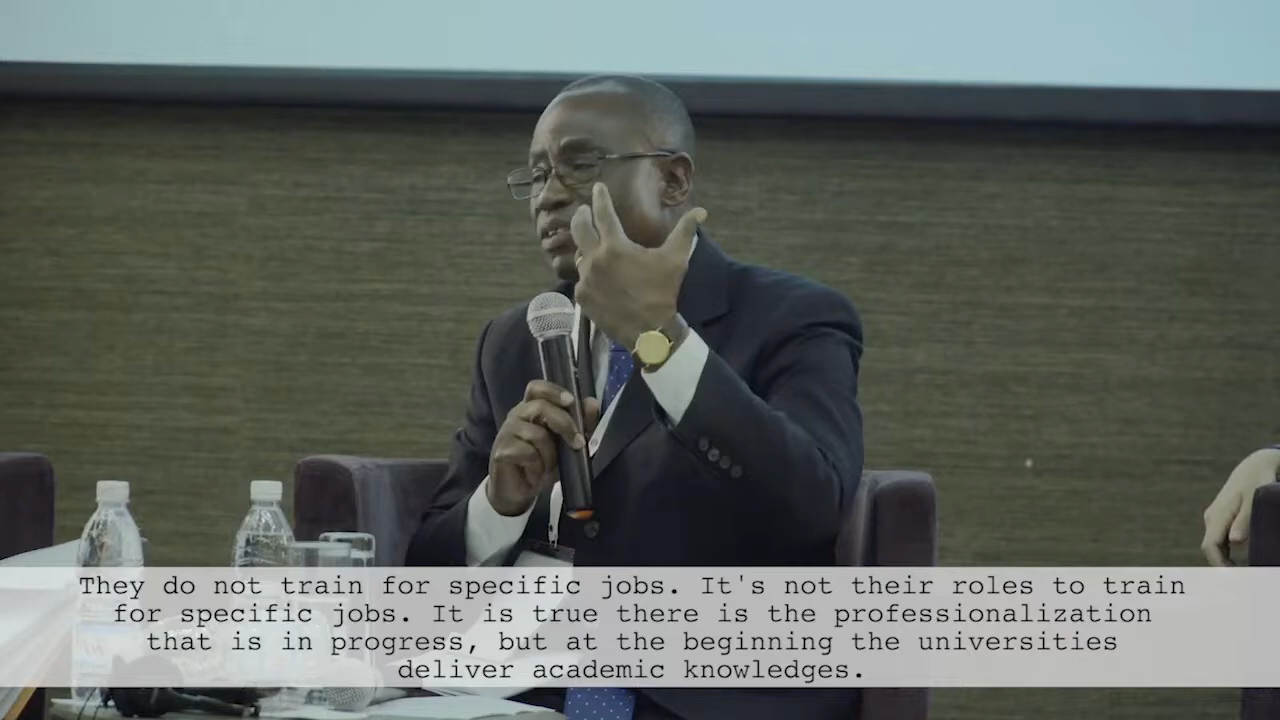 They do not train for specific jobs. It's not their roles to train
for specific jobs. It is true there is the professionalization
that is in progress, but at the beginning the universities
deliver academic knowledges.